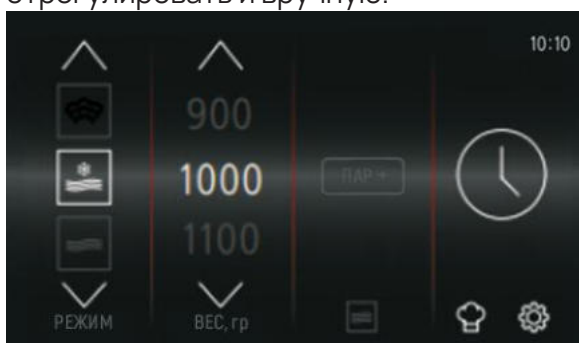 отрегулировать и вручную.
10:10
900
1000
1100
ПАР +
РЕЖИМ
ВЕС, гр